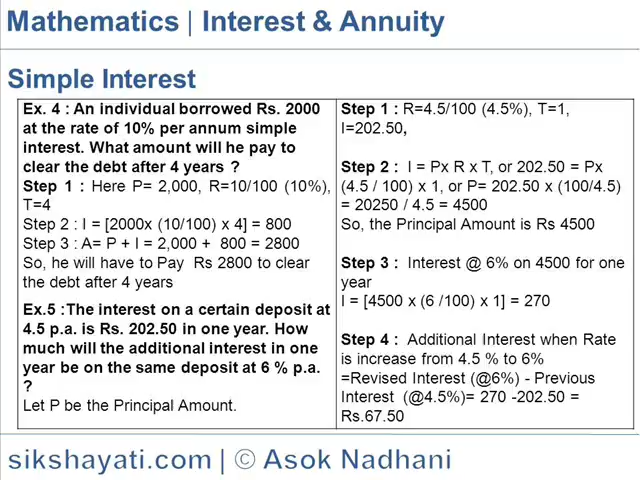 Mathematics | Interest & Annuity
Simple Interest
Ex. 4 : An individual borrowed Rs. 2000
at the rate of 10% per annum simple
interest. What amount will he pay to
clear the debt after 4 years ?
Step 1 : Here P= 2,000, R=10/100 (10%),
T=4
Step 2 : I = [2000x (10/100) x 4] = 800
Step 3 : A= P + I = 2,000 + 800 = 2800
So, he will have to Pay Rs 2800 to clear
the debt after 4 years
Ex.5 :The interest on a certain deposit at
4.5 p.a. is Rs. 202.50 in one year. How
much will the additional interest in one
year be on the same deposit at 6 % p.a.
?
Let P be the Principal Amount.
Step 1 : R=4.5/100 (4.5%), T=1,
I=202.50,
Step 2 : I = Px R x T, or 202.50 = Px
(4.5 / 100) x 1, or P= 202.50 x (100/4.5)
= 20250 / 4.5 = 4500
So, the Principal Amount is Rs 4500
Step 3 : Interest @ 6% on 4500 for one
year
I = [4500 x (6 /100) x 1] = 270
Step 4 : Additional Interest when Rate
is increase from 4.5 % to 6%
=Revised Interest (@6%) - Previous
Interest (@4.5%)= 270 -202.50 =
Rs.67.50
sikshayati.com | © Asok Nadhani